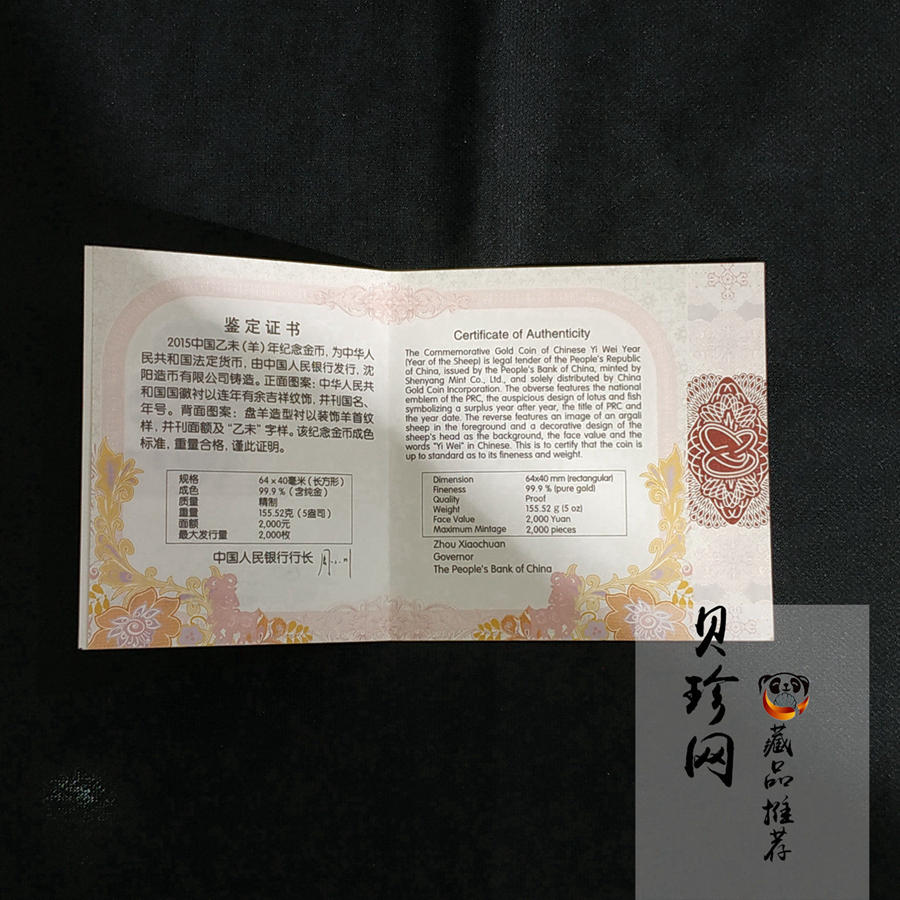 鉴定证书
2015中国乙未(羊)年纪念金币，为中华人
民共和国法定货币，由中国人民银行发行，沈
阳造币有限公司铸造。正面图案：中华人民共
和国国徽衬以连年有余吉祥纹饰，并刊国名、
年号。背面图案：盘羊造型衬以装饰羊首纹
样，并刊面额及“乙未”字样。该纪念金币成色
标准，重量合格，谨此证明。
规格 64×40毫米(长方形)
成色 99.9%(含纯金)
质量 精制
重量 155.52克(5盎司)
面额 2,000元
最大发行量 2,000枚
中国人民银行行长
Certificate of Authenticity
The Commemorative Gold Coin of Chinese Yi Wei Year
(Year of the Sheep) is legal tender of the People's Republic
of China, issued by the People's Bank of China, minted by
Shenyang Mint Co., Ltd., and solely distributed by China
Gold Coin Incorporation. The obverse features the national
emblem of the PRC, the auspicious design of lotus and fish
symbolizing a surplus year after year, the title of PRC and
the year date. The reverse features an image of an argali
sheep in the foreground and a decorative design of the
sheep's head as the background, the face value and the
words "Yi Wei" in Chinese. This is to certify that the coin is
up to standard as to its fineness and weight.
Dimension 64x40 mm (rectangular)
Fineness 99.9 % (pure gold)
Quality Proof
Weight 155.52 g (5 oz)
Face Value 2,000 Yuan
Maximum Mintage 2,000 pieces
Zhou Xiaochuan
Governor
The People's Bank of China
贝珍网
藏品推荐